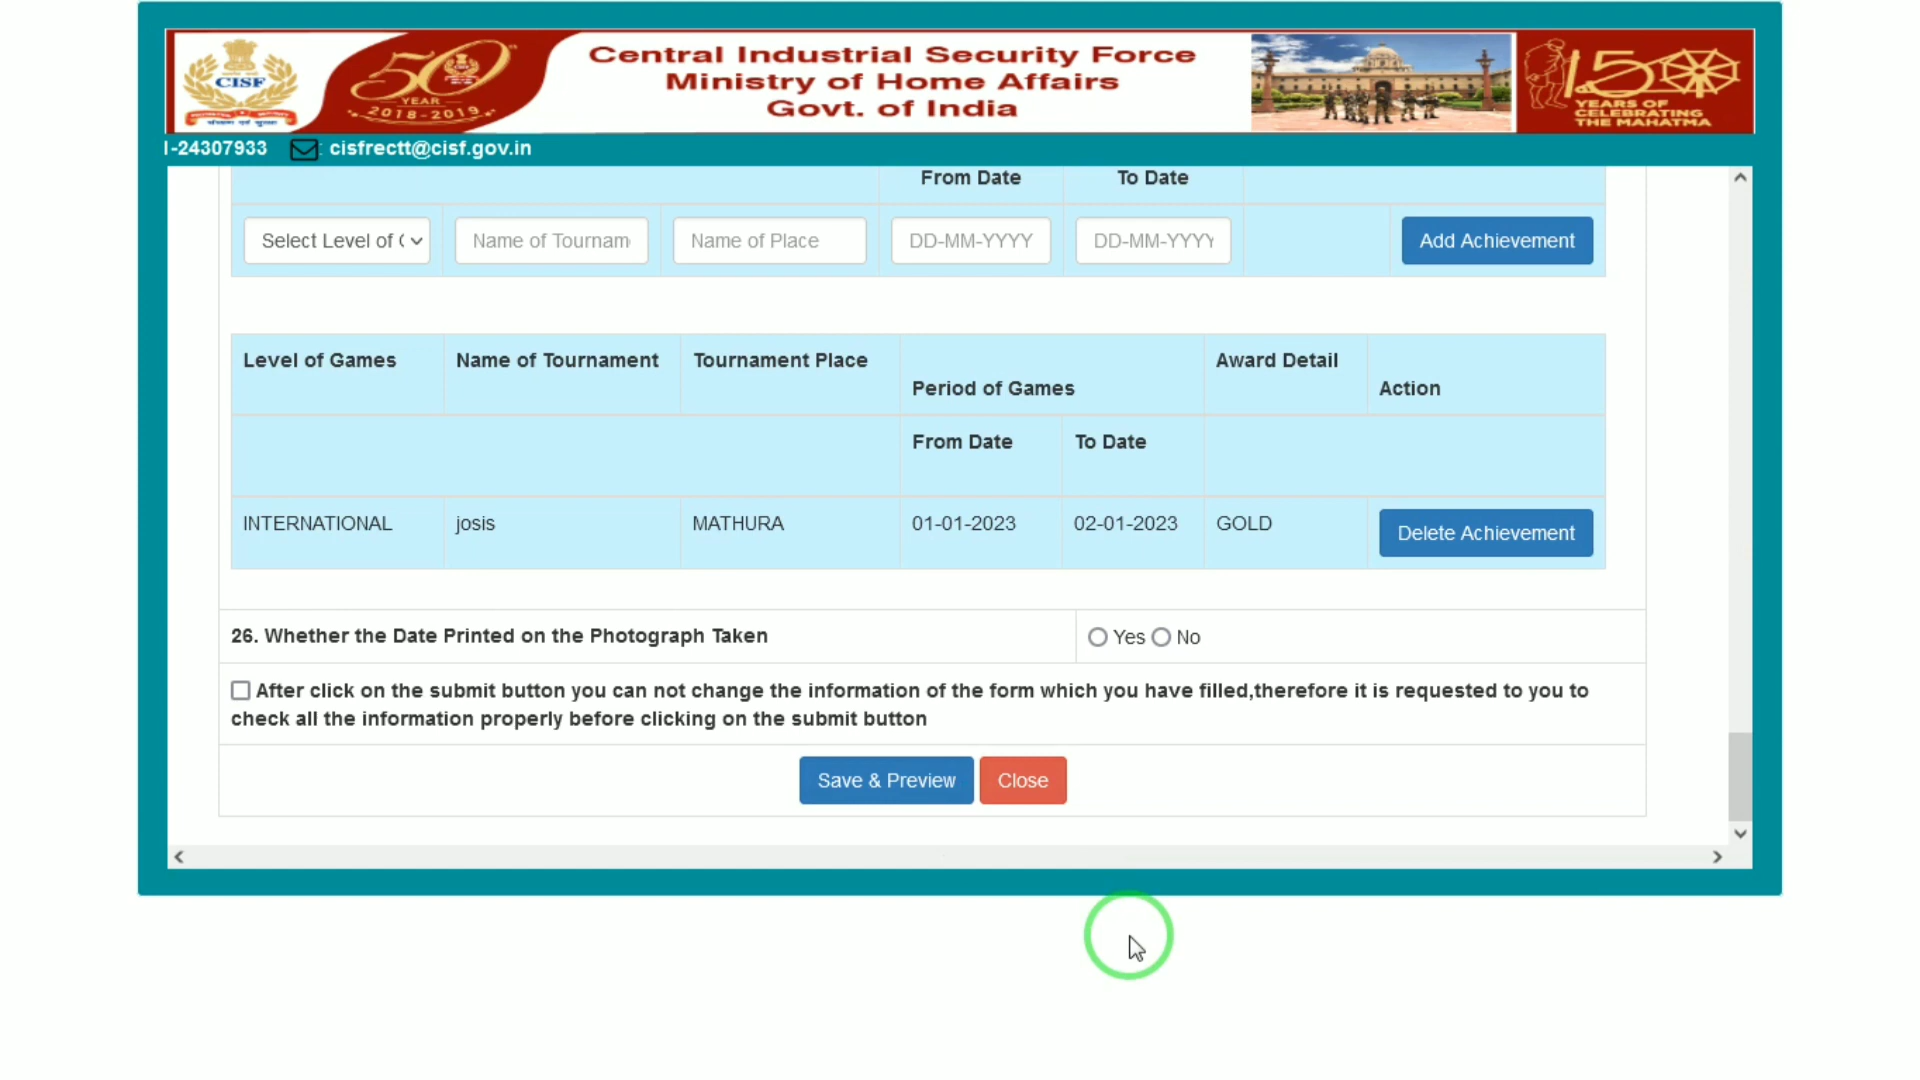 CISF
50
YEAR
2018-2019
Central Industrial Security Force
Ministry of Home Affairs
Govt. of India
150
YEARS OF
CELEBRATING
THE MAHATMA
-24307933 cisfrectt@cisf.gov.in
From Date To Date
Select Level of Name of Tournam Name of Place DD-MM-YYYY DD-MM-YYYY Add Achievement
Level of Games Name of Tournament Tournament Place Period of Games Award Detail Action
From Date To Date
INTERNATIONAL josis MATHURA 01-01-2023 02-01-2023 GOLD Delete Achievement
26. Whether the Date Printed on the Photograph Taken Yes No
After click on the submit button you can not change the information of the form which you have filled,therefore it is requested to you to
check all the information properly before clicking on the submit button
Save & Preview Close